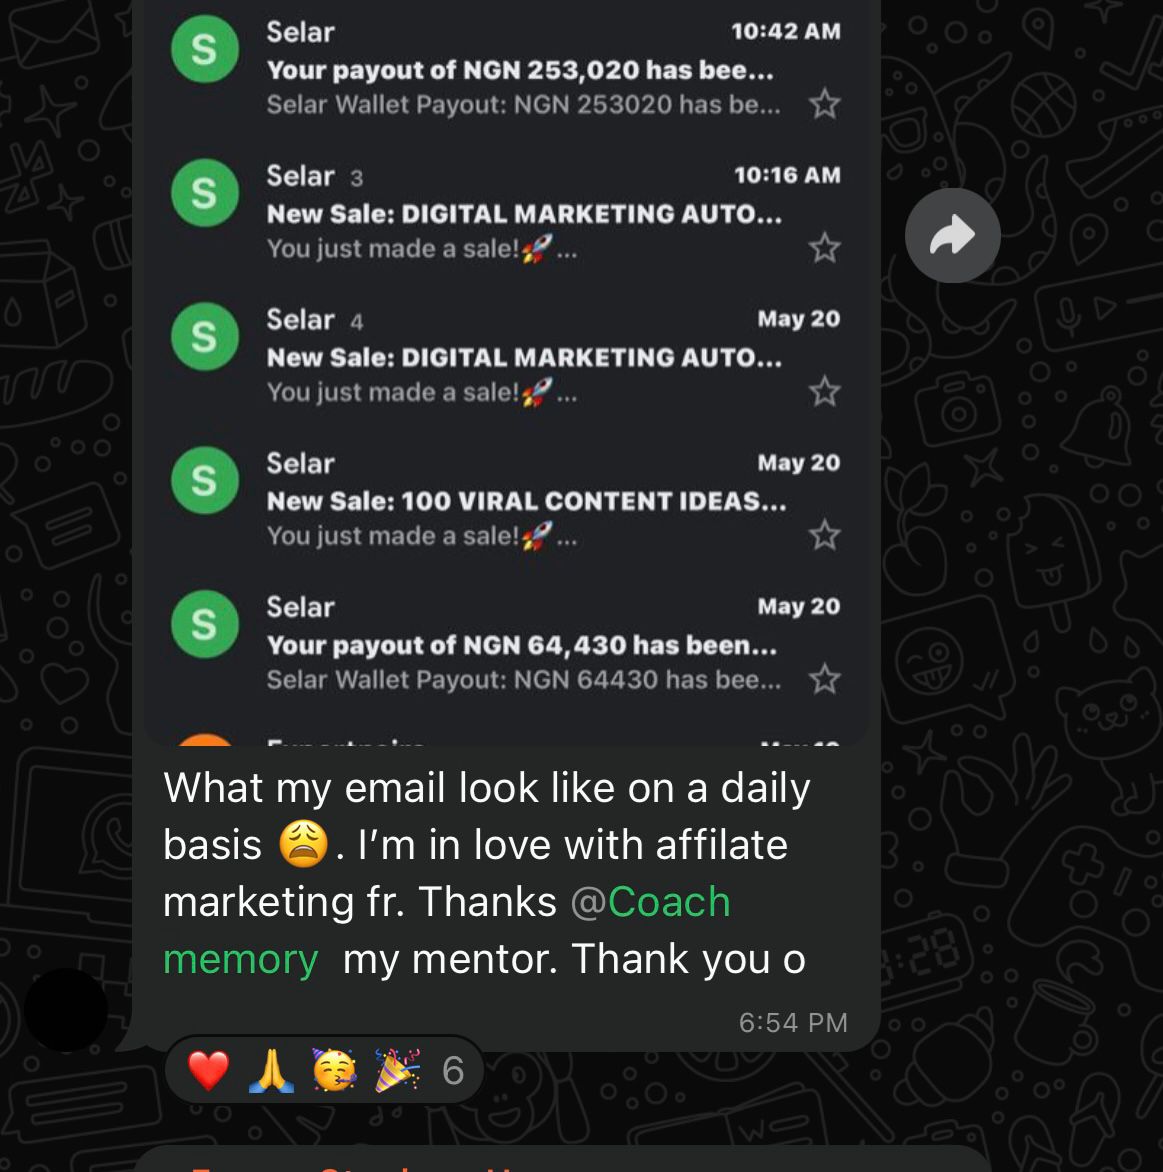 Selar 10:42 AM
Your payout of NGN 253,020 has bee...
Selar Wallet Payout: NGN 253020 has be...
S
Selar 3 10:16 AM
New Sale: DIGITAL MARKETING AUTO...
You just made a sale!🚀...
S
Selar 4 May 20
New Sale: DIGITAL MARKETING AUTO...
You just made a sale!🚀...
S
Selar May 20
New Sale: 100 VIRAL CONTENT IDEAS...
You just made a sale!🚀...
S
Selar May 20
Your payout of NGN 64,430 has been...
Selar Wallet Payout: NGN 64430 has bee...
S
What my email look like on a daily
basis 😩. I’m in love with affilate
marketing fr. Thanks @Coach
memory my mentor. Thank you o
6:54 PM
❤️ 🙏 🥳 🎉 6